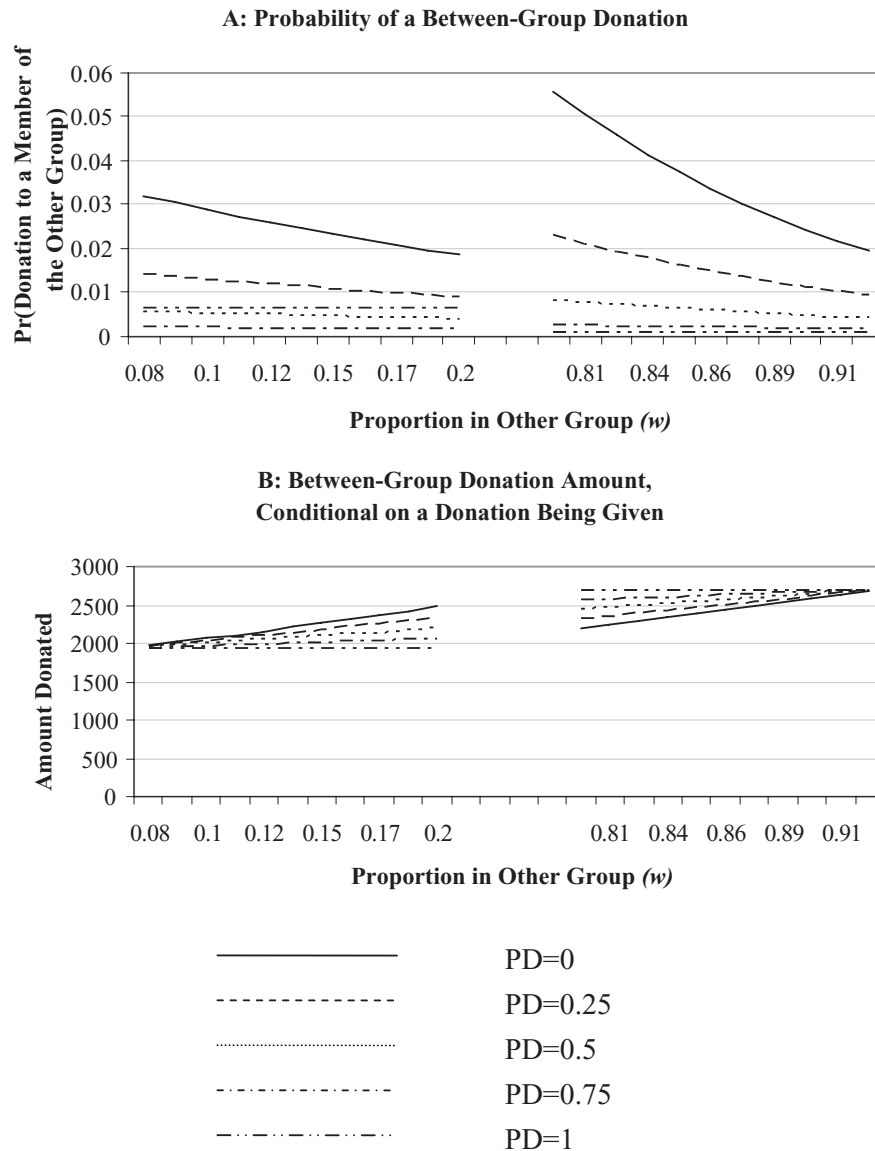 A: Probability of a Between-Group Donation
Pr(Donation to a Member of
the Other Group)
0.06
0.05
0.04
0.03
0.02
0.01
0
0.08 0.1 0.12 0.15 0.17 0.2 0.81 0.84 0.86 0.89 0.91
Proportion in Other Group (w)
B: Between-Group Donation Amount,
Conditional on a Donation Being Given
Amount Donated
3000
2500
2000
1500
1000
500
0
0.08 0.1 0.12 0.15 0.17 0.2 0.81 0.84 0.86 0.89 0.91
Proportion in Other Group (w)
PD=0
PD=0.25
PD=0.5
PD=0.75
PD=1